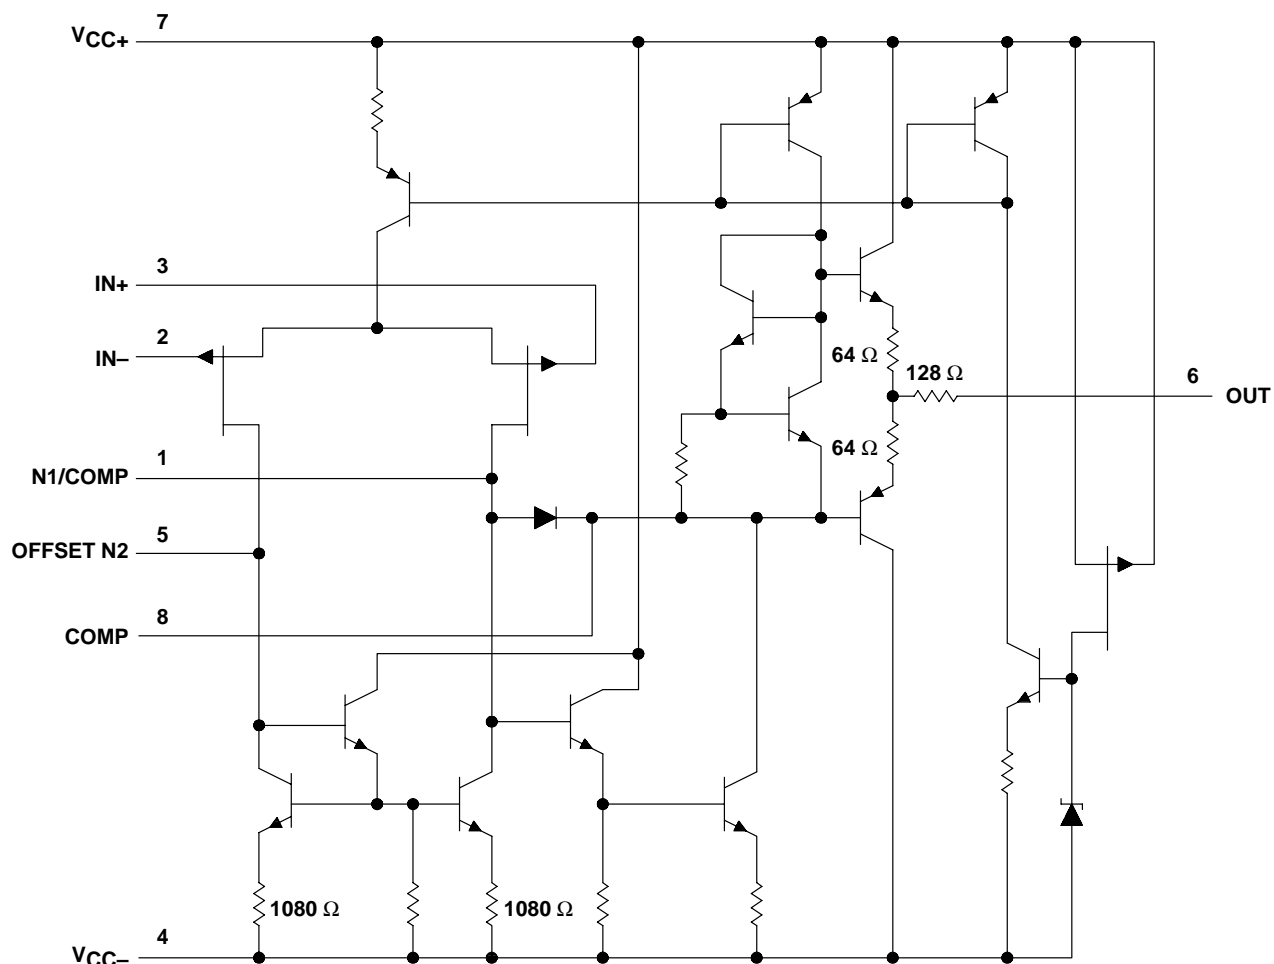 VCC+ 7
IN+ 3
IN– 2
64 Ω
128 Ω
6 OUT
64 Ω
N1/COMP 1
OFFSET N2 5
COMP 8
1080 Ω
1080 Ω
VCC– 4